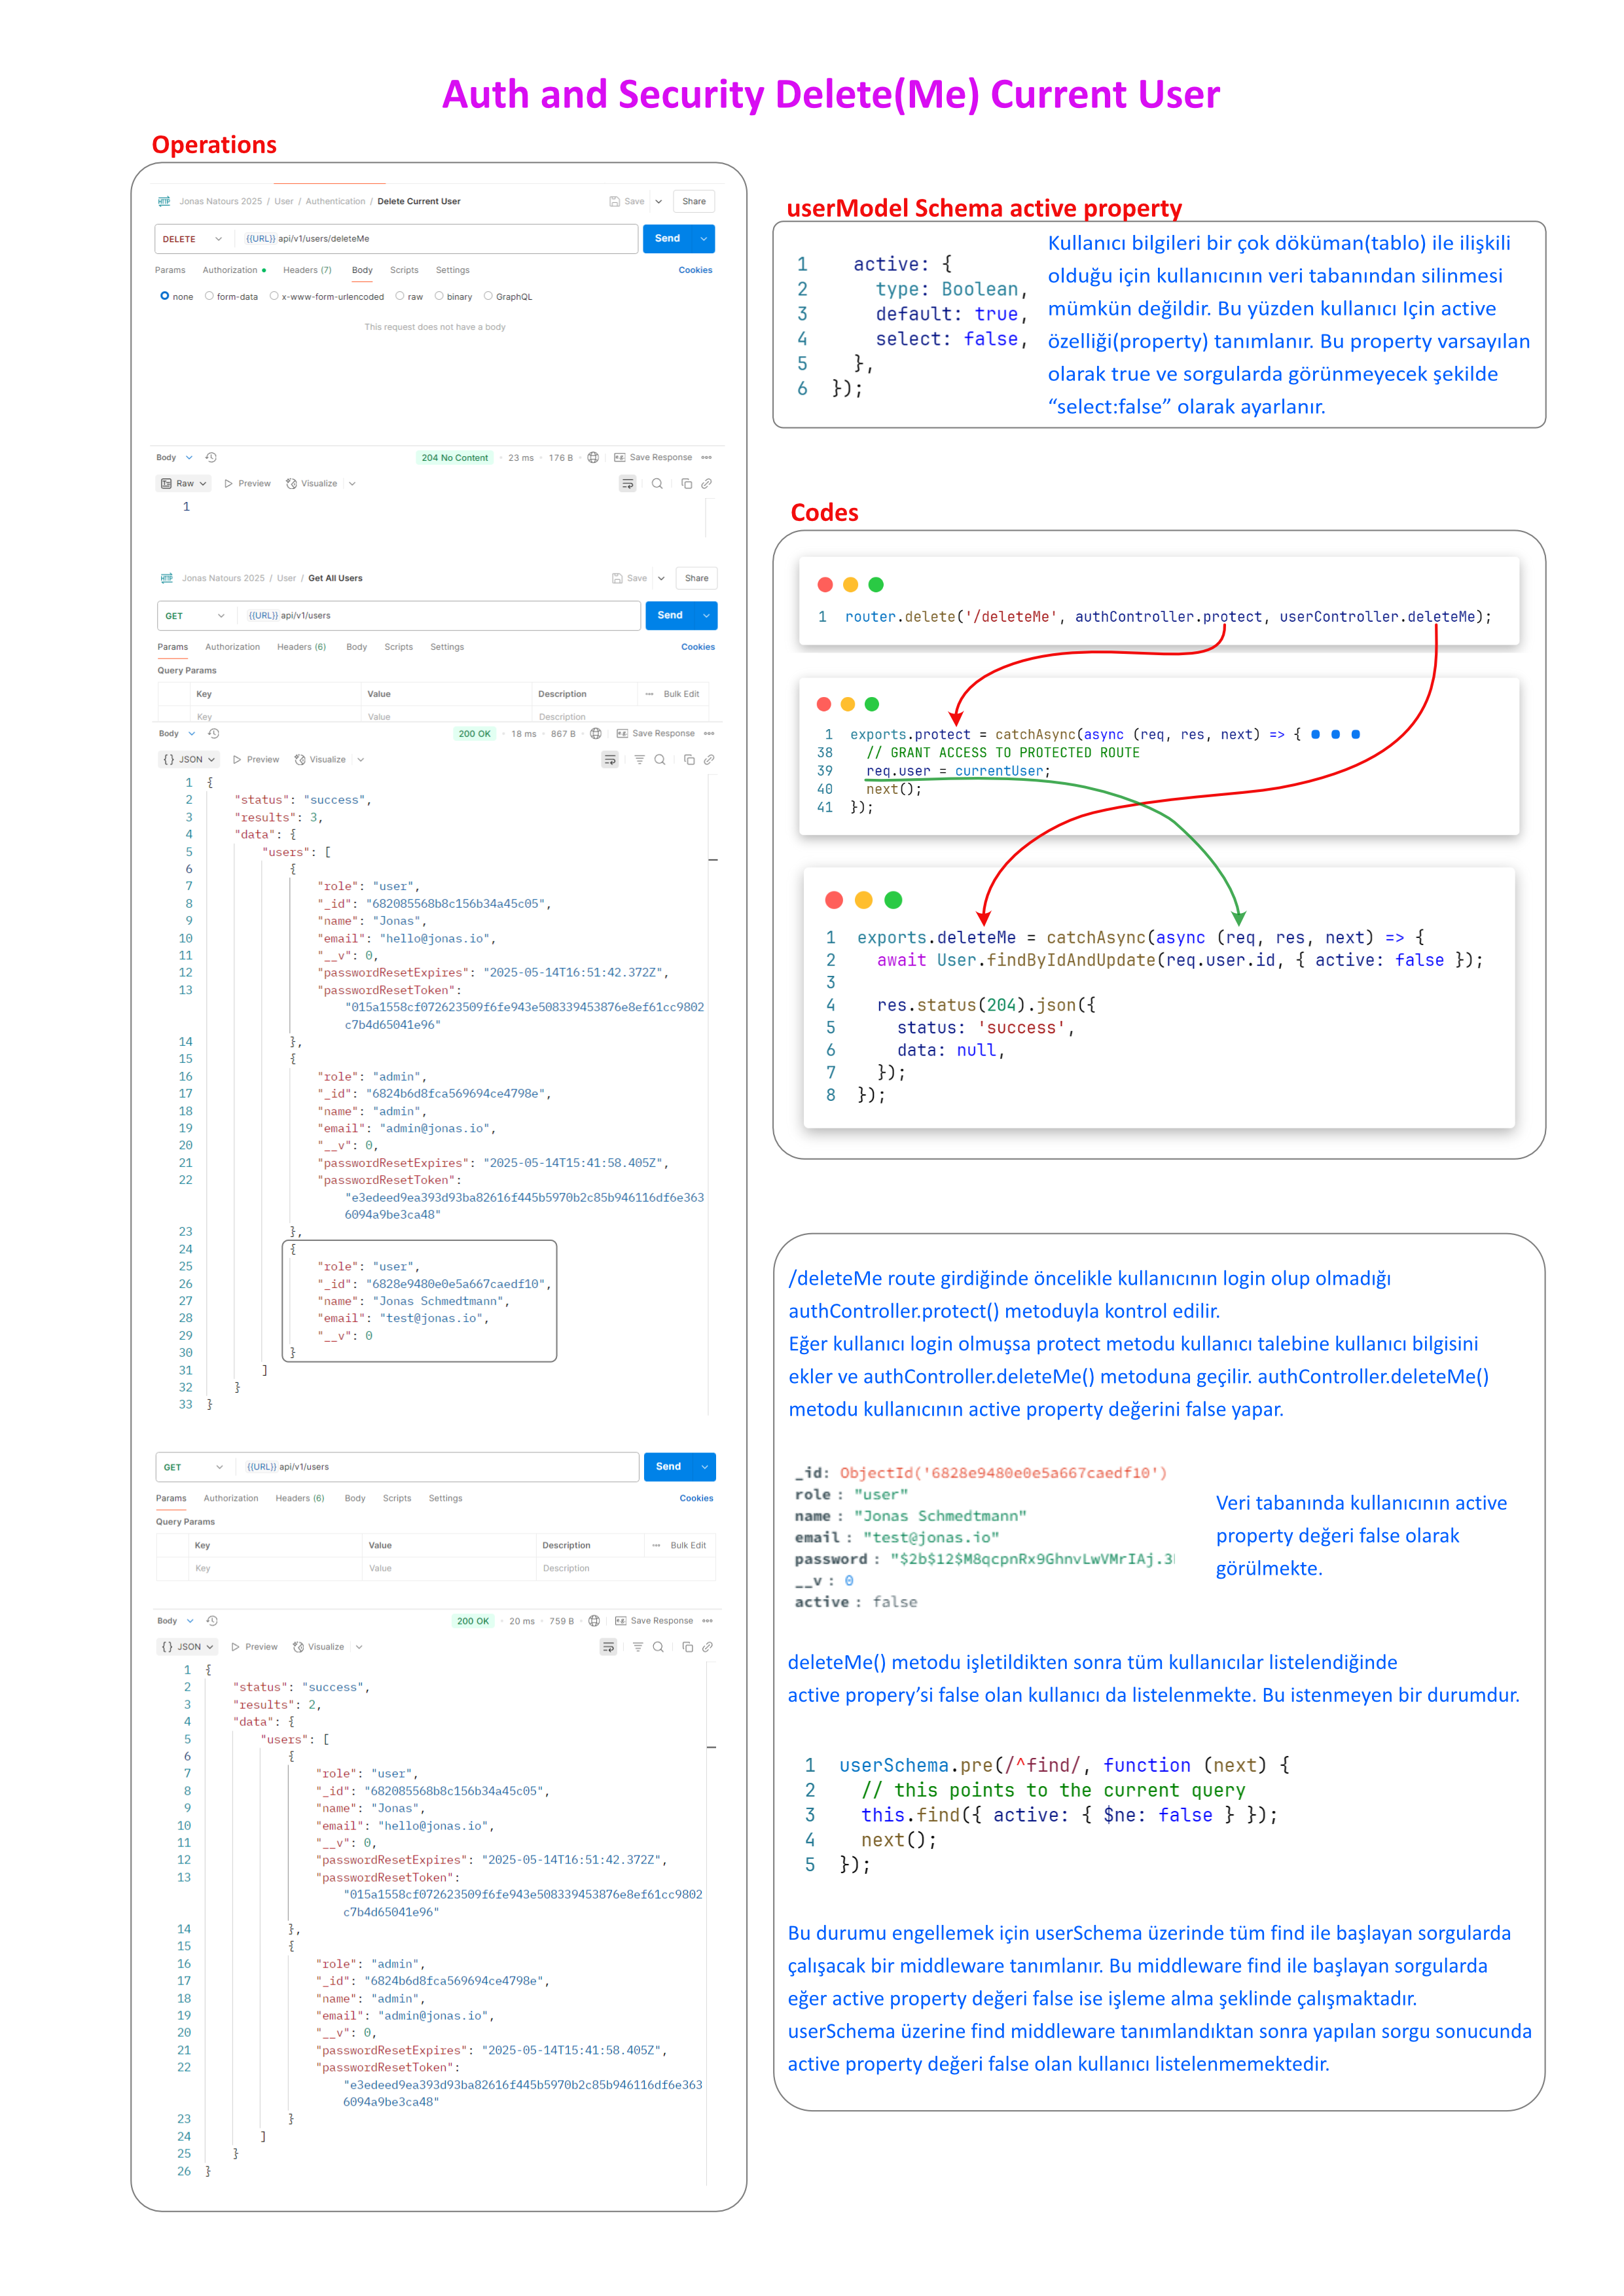 Auth and Security Delete(Me) Current User
Operations
HTTP Jonas Natours 2025 / User / Authentication / Delete Current User Save Share
DELETE {{URL}} api/v1/users/deleteMe Send
Params Authorization Headers (7) Body Scripts Settings Cookies
none form-data x-www-form-urlencoded raw binary GraphQL
This request does not have a body
Body 204 No Content 23 ms 176 B Save Response
Raw Preview Visualize
1
HTTP Jonas Natours 2025 / User / Get All Users Save Share
GET {{URL}} api/v1/users Send
Params Authorization Headers (6) Body Scripts Settings Cookies
Query Params
Key Value Description Bulk Edit
Key Value Description
Body 200 OK 18 ms 867 B Save Response
{} JSON Preview Visualize
1 {
2 "status": "success",
3 "results": 3,
4 "data": {
5 "users": [
6 {
7 "role": "user",
8 "_id": "682085568b8c156b34a45c05",
9 "name": "Jonas",
10 "email": "hello@jonas.io",
11 "__v": 0,
12 "passwordResetExpires": "2025-05-14T16:51:42.372Z",
13 "passwordResetToken":
"015a1558cf072623509f6fe943e508339453876e8ef61cc9802
c7b4d65041e96"
14 },
15 {
16 "role": "admin",
17 "_id": "6824b6d8fca569694ce4798e",
18 "name": "admin",
19 "email": "admin@jonas.io",
20 "__v": 0,
21 "passwordResetExpires": "2025-05-14T15:41:58.405Z",
22 "passwordResetToken":
"e3edeed9ea393d93ba82616f445b5970b2c85b946116df6e363
6094a9be3ca48"
23 },
24 {
25 "role": "user",
26 "_id": "6828e9480e0e5a667caedf10",
27 "name": "Jonas Schmedtmann",
28 "email": "test@jonas.io",
29 "__v": 0
30 }
31 ]
32 }
33 }
GET {{URL}} api/v1/users Send
Params Authorization Headers (6) Body Scripts Settings Cookies
Query Params
Key Value Description Bulk Edit
Key Value Description
Body 200 OK 20 ms 759 B Save Response
{} JSON Preview Visualize
1 {
2 "status": "success",
3 "results": 2,
4 "data": {
5 "users": [
6 {
7 "role": "user",
8 "_id": "682085568b8c156b34a45c05",
9 "name": "Jonas",
10 "email": "hello@jonas.io",
11 "__v": 0,
12 "passwordResetExpires": "2025-05-14T16:51:42.372Z",
13 "passwordResetToken":
"015a1558cf072623509f6fe943e508339453876e8ef61cc9802
c7b4d65041e96"
14 },
15 {
16 "role": "admin",
17 "_id": "6824b6d8fca569694ce4798e",
18 "name": "admin",
19 "email": "admin@jonas.io",
20 "__v": 0,
21 "passwordResetExpires": "2025-05-14T15:41:58.405Z",
22 "passwordResetToken":
"e3edeed9ea393d93ba82616f445b5970b2c85b946116df6e363
6094a9be3ca48"
23 }
24 ]
25 }
26 }
userModel Schema active property
1 active: {
2 type: Boolean,
3 default: true,
4 select: false,
5 },
6 });
Kullanıcı bilgileri bir çok döküman(tablo) ile ilişkili
olduğu için kullanıcının veri tabanından silinmesi
mümkün değildir. Bu yüzden kullanıcı Için active
özelliği(property) tanımlanır. Bu property varsayılan
olarak true ve sorgularda görünmeyecek şekilde
“select:false” olarak ayarlanır.
Codes
1 router.delete('/deleteMe', authController.protect, userController.deleteMe);
1 exports.protect = catchAsync(async (req, res, next) => {
38 // GRANT ACCESS TO PROTECTED ROUTE
39 req.user = currentUser;
40 next();
41 });
1 exports.deleteMe = catchAsync(async (req, res, next) => {
2 await User.findByIdAndUpdate(req.user.id, { active: false });
3
4 res.status(204).json({
5 status: 'success',
6 data: null,
7 });
8 });
/deleteMe route girdiğinde öncelikle kullanıcının login olup olmadığı
authController.protect() metoduyla kontrol edilir.
Eğer kullanıcı login olmuşsa protect metodu kullanıcı talebine kullanıcı bilgisini
ekler ve authController.deleteMe() metoduna geçilir. authController.deleteMe()
metodu kullanıcının active property değerini false yapar.
_id: ObjectId('6828e9480e0e5a667caedf10')
role : "user"
name : "Jonas Schmedtmann"
email : "test@jonas.io"
password : "$2b$12$M8qcpnRx9GhnvLwVMrIAj.3
__v : 0
active : false
Veri tabanında kullanıcının active
property değeri false olarak
görülmekte.
deleteMe() metodu işletildikten sonra tüm kullanıcılar listelendiğinde
active propery’si false olan kullanıcı da listelenmekte. Bu istenmeyen bir durumdur.
1 userSchema.pre(/^find/, function (next) {
2 // this points to the current query
3 this.find({ active: { $ne: false } });
4 next();
5 });
Bu durumu engellemek için userSchema üzerinde tüm find ile başlayan sorgularda
çalışacak bir middleware tanımlanır. Bu middleware find ile başlayan sorgularda
eğer active property değeri false ise işleme alma şeklinde çalışmaktadır.
userSchema üzerine find middleware tanımlandıktan sonra yapılan sorgu sonucunda
active property değeri false olan kullanıcı listelenmemektedir.